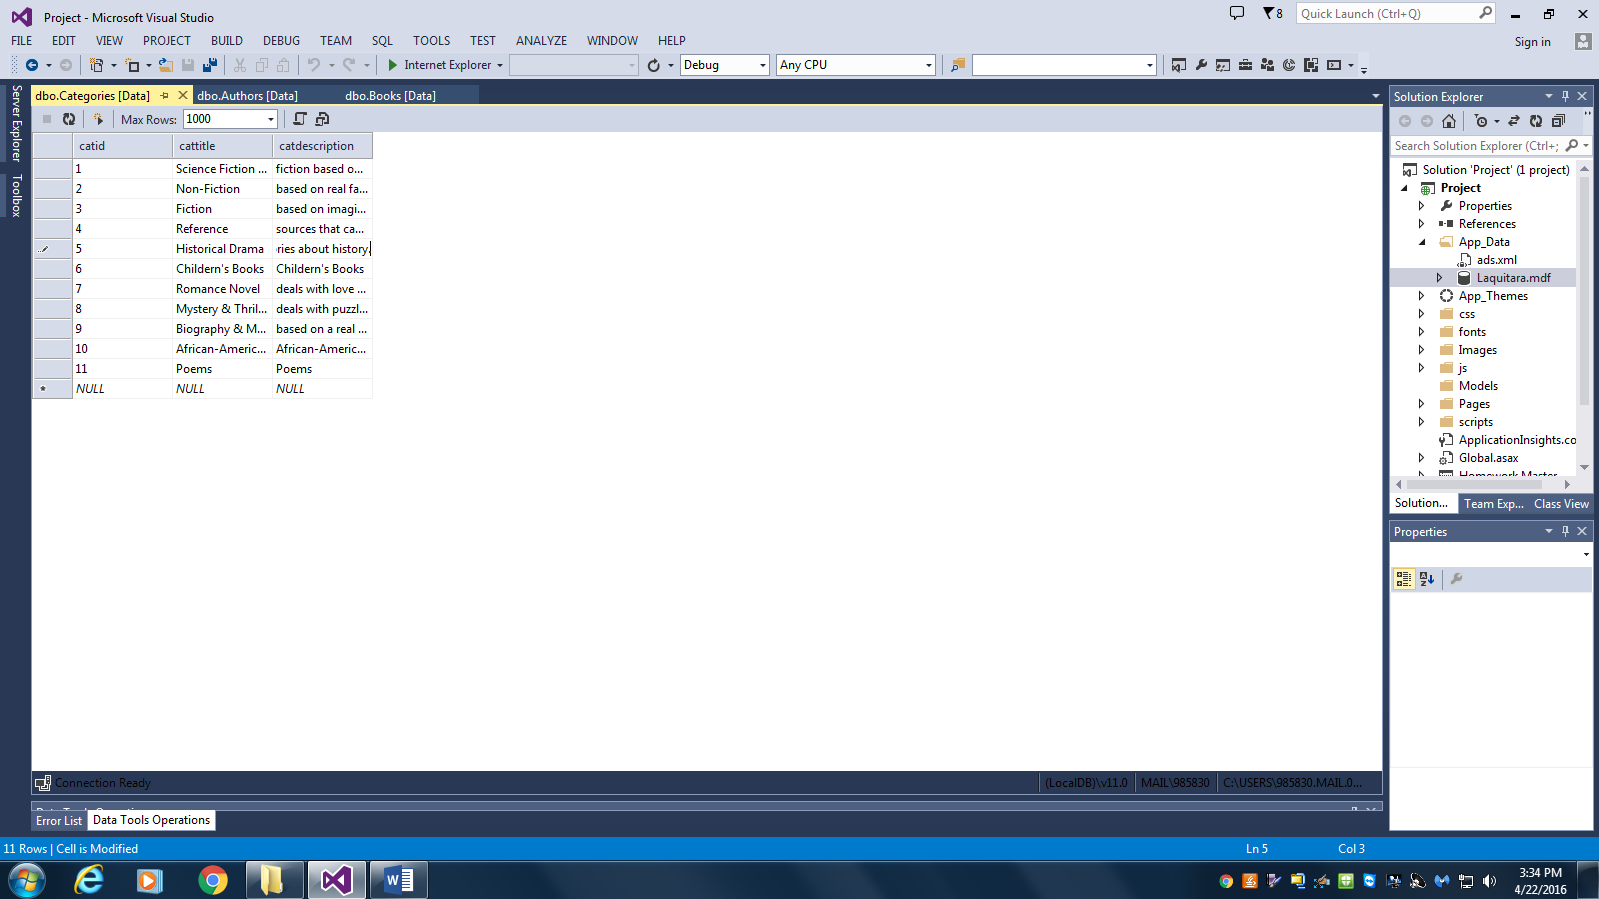 Project - Microsoft Visual Studio
8
Quick Launch (Ctrl+Q)
FILE EDIT VIEW PROJECT BUILD DEBUG TEAM SQL TOOLS TEST ANALYZE WINDOW HELP
Sign in
Internet Explorer
Debug
Any CPU
Server Explorer
Toolbox
dbo.Categories [Data] dbo.Authors [Data] dbo.Books [Data]
Max Rows: 1000
catid cattitle catdescription
1 Science Fiction ... fiction based o...
2 Non-Fiction based on real fa...
3 Fiction based on imagi...
4 Reference sources that ca...
5 Historical Drama ries about history.
6 Childern's Books Childern's Books
7 Romance Novel deals with love ...
8 Mystery & Thril... deals with puzzl...
9 Biography & M... based on a real ...
10 African-Americ... African-Americ...
11 Poems Poems
NULL NULL NULL
Connection Ready
(LocalDB)\v11.0 MAIL\985830 C:\USERS\985830.MAIL.0...
Error List Data Tools Operations
11 Rows | Cell is Modified
Ln 5 Col 3
Solution Explorer
Search Solution Explorer (Ctrl+;
Solution 'Project' (1 project)
Project
Properties
References
App_Data
ads.xml
Laquitara.mdf
App_Themes
css
fonts
Images
js
Models
Pages
scripts
ApplicationInsights.co
Global.asax
Homework Master
Solution... Team Exp... Class View
Properties
3:34 PM
4/22/2016